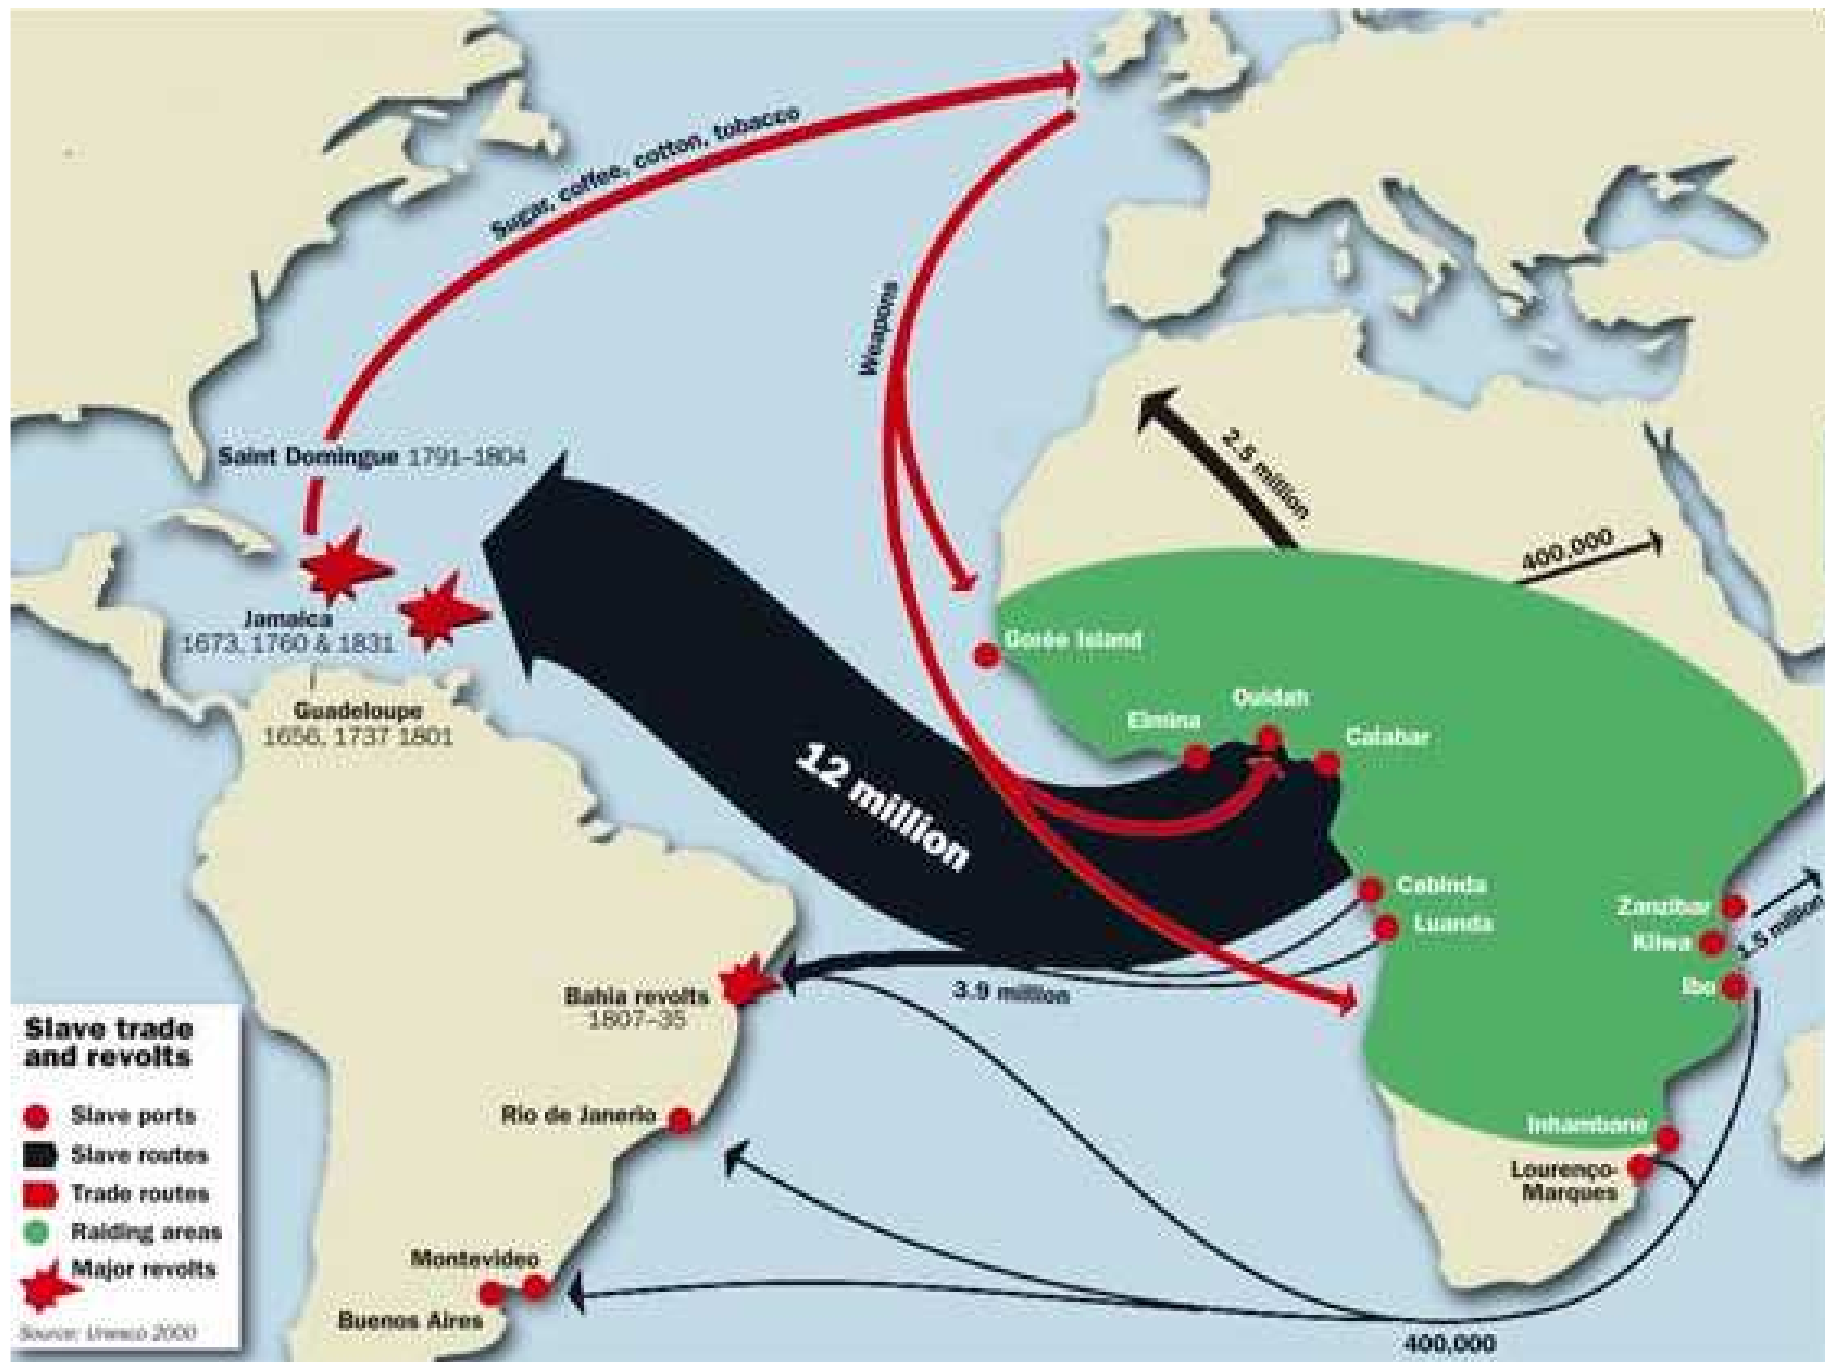 Sugar, coffee, cotton, tobacco
Weapons
2.5 million
400,000
Saint Domingue 1791–1804
Jamaica
1673, 1760 & 1831
Guadeloupe
1656, 1737 1801
12 million
Gorée Island
Elmina
Ouidah
Calabar
Cabinda
Luanda
Zanzibar
Kilwa
Ibo
million
3.9 million
Bahia revolts
1807–35
Rio de Janerio
Montevideo
Buenos Aires
Inhambane
Lourenço-
Marques
400,000
Slave trade
and revolts
Slave ports
Slave routes
Trade routes
Raiding areas
Major revolts
Source: Unesco 2000